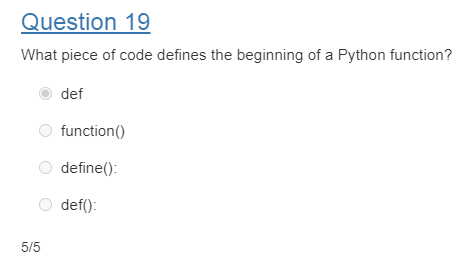 Question 19
What piece of code defines the beginning of a Python function?
def
function()
define():
def():
5/5